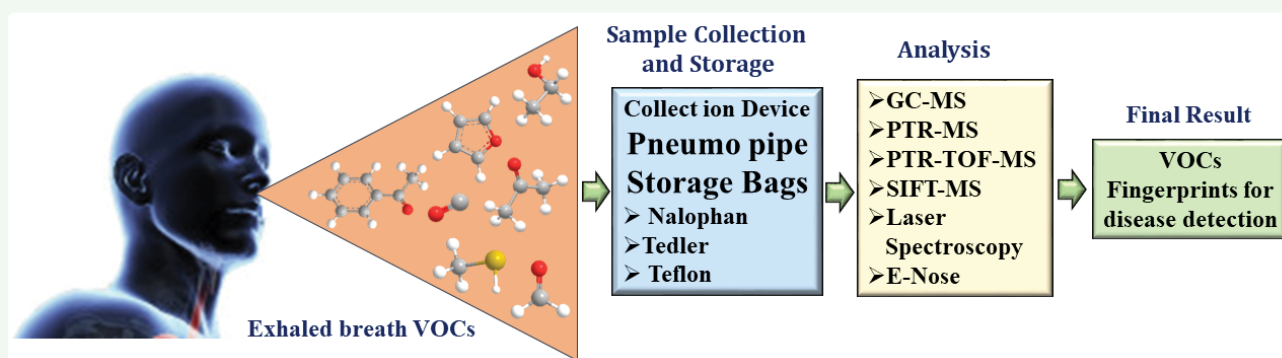 Exhaled breath VOCs
Sample Collection
and Storage
Collect ion Device
Pneumo pipe
Storage Bags
➢ Nalophan
➢Tedler
➢ Teflon
Analysis
➢GC-MS
➢PTR-MS
➢PTR-TOF-MS
➢SIFT-MS
➢Laser
Spectroscopy
➢E-Nose
Final Result
VOCs
Fingerprints for
disease detection